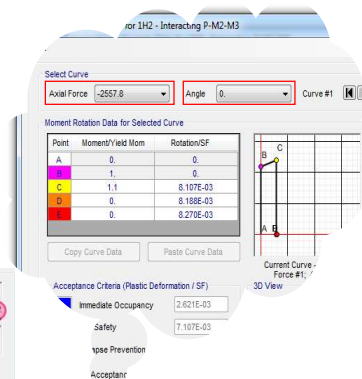 or 1H2 - Interacting P-M2-M3
Select Curve
Axial Force -2557.8 Angle 0. Curve #1
Moment Rotation Data for Selected Curve
Point Moment/Yield Mom Rotation/SF
A 0. 0.
B 1. 0.
C 1.1 8.107E-03
D 0. 8.188E-03
E 0. 8.270E-03
B C
A E
Copy Curve Data Paste Curve Data
Current Curve -
Force #1;
Acceptance Criteria (Plastic Deformation / SF)
3D View
Immediate Occupancy 2.621E-03
Safety 7.107E-03
apse Prevention